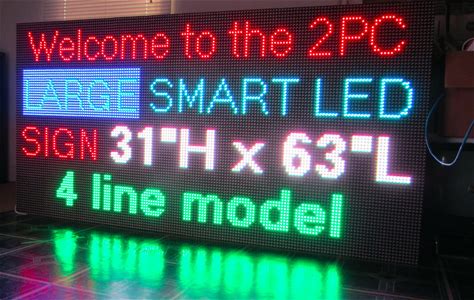 Welcome to the 2PC
LARGE SMART LED
SIGN 31"H x 63"L
4 line model